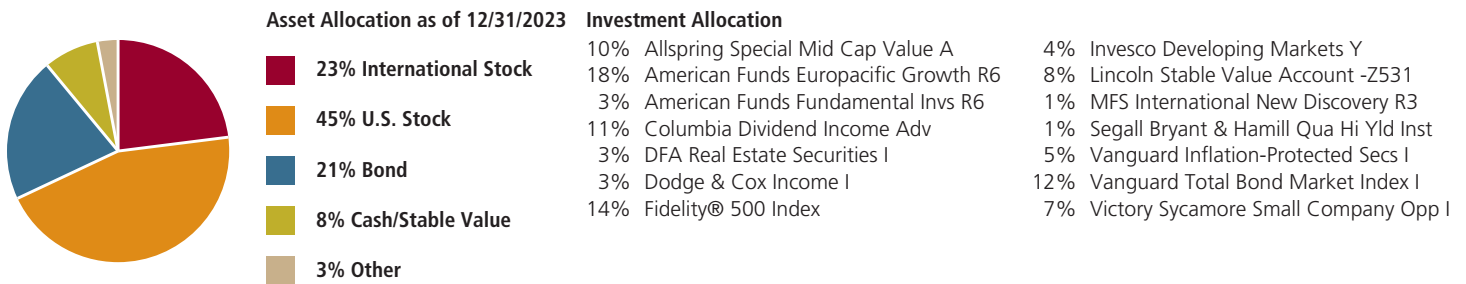 Asset Allocation as of 12/31/2023
23% International Stock
45% U.S. Stock
21% Bond
8% Cash/Stable Value
3% Other
Investment Allocation
10% Allspring Special Mid Cap Value A
18% American Funds Europacific Growth R6
3% American Funds Fundamental Invs R6
11% Columbia Dividend Income Adv
3% DFA Real Estate Securities I
3% Dodge & Cox Income I
14% Fidelity® 500 Index
4% Invesco Developing Markets Y
8% Lincoln Stable Value Account -Z531
1% MFS International New Discovery R3
1% Segall Bryant & Hamill Qua Hi Yld Inst
5% Vanguard Inflation-Protected Secs I
12% Vanguard Total Bond Market Index I
7% Victory Sycamore Small Company Opp I